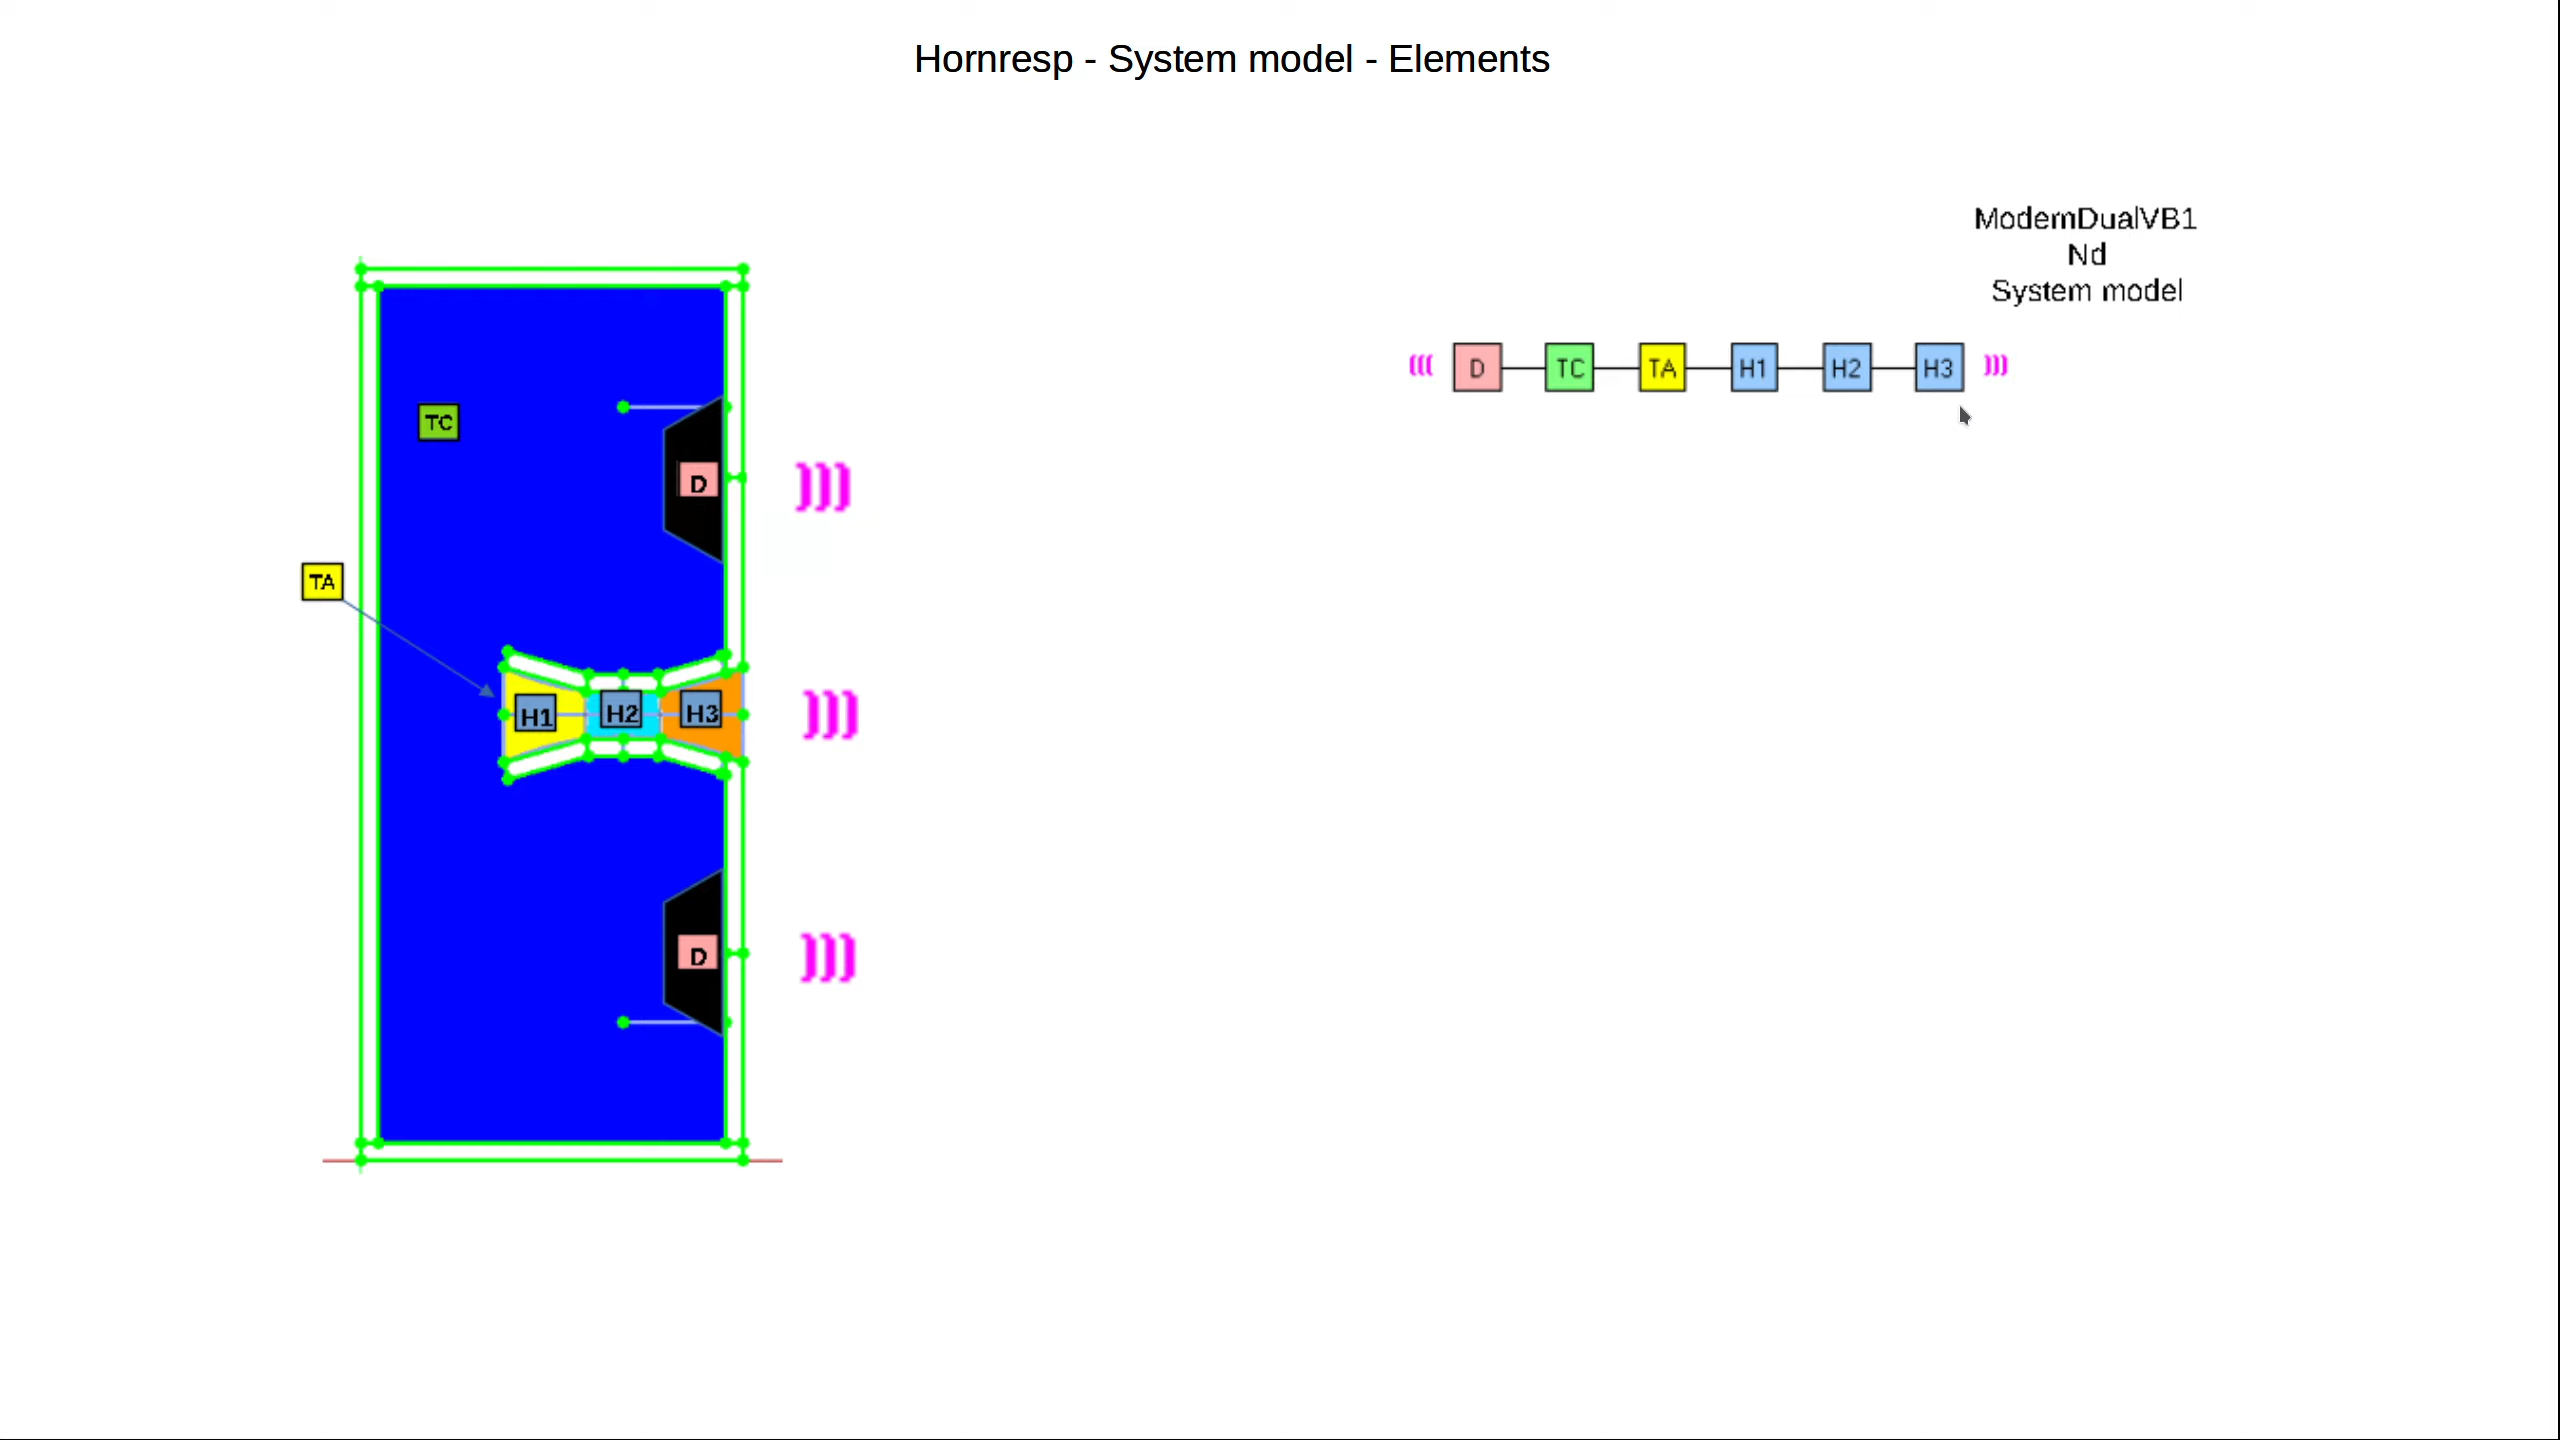 Hornresp - System model - Elements
ModernDualVB1
Nd
System model
D TC TA H1 H2 H3
TC
D
TA
H1 H2 H3
D